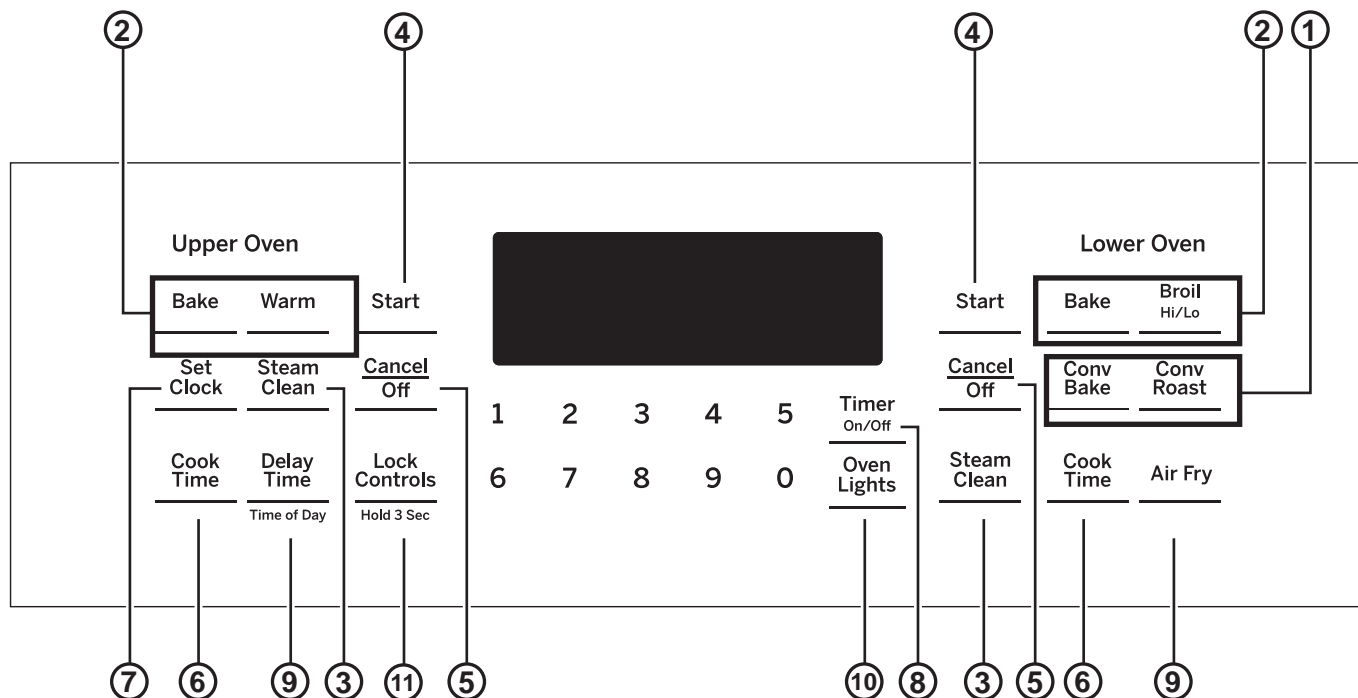 2 4 4 2 1
Upper Oven Lower Oven
Bake Warm Start Start Bake Broil
Hi/Lo
Set Steam Cancel Cancel Conv Conv
Clock Clean Off Off Bake Roast
1 2 3 4 5 Timer
On/Off
Cook Delay Lock Oven Steam Cook Air Fry
Time Time Controls 6 7 8 9 0 Lights Clean Time
Time of Day Hold 3 Sec
7 6 9 3 11 5 10 8 3 5 6 9